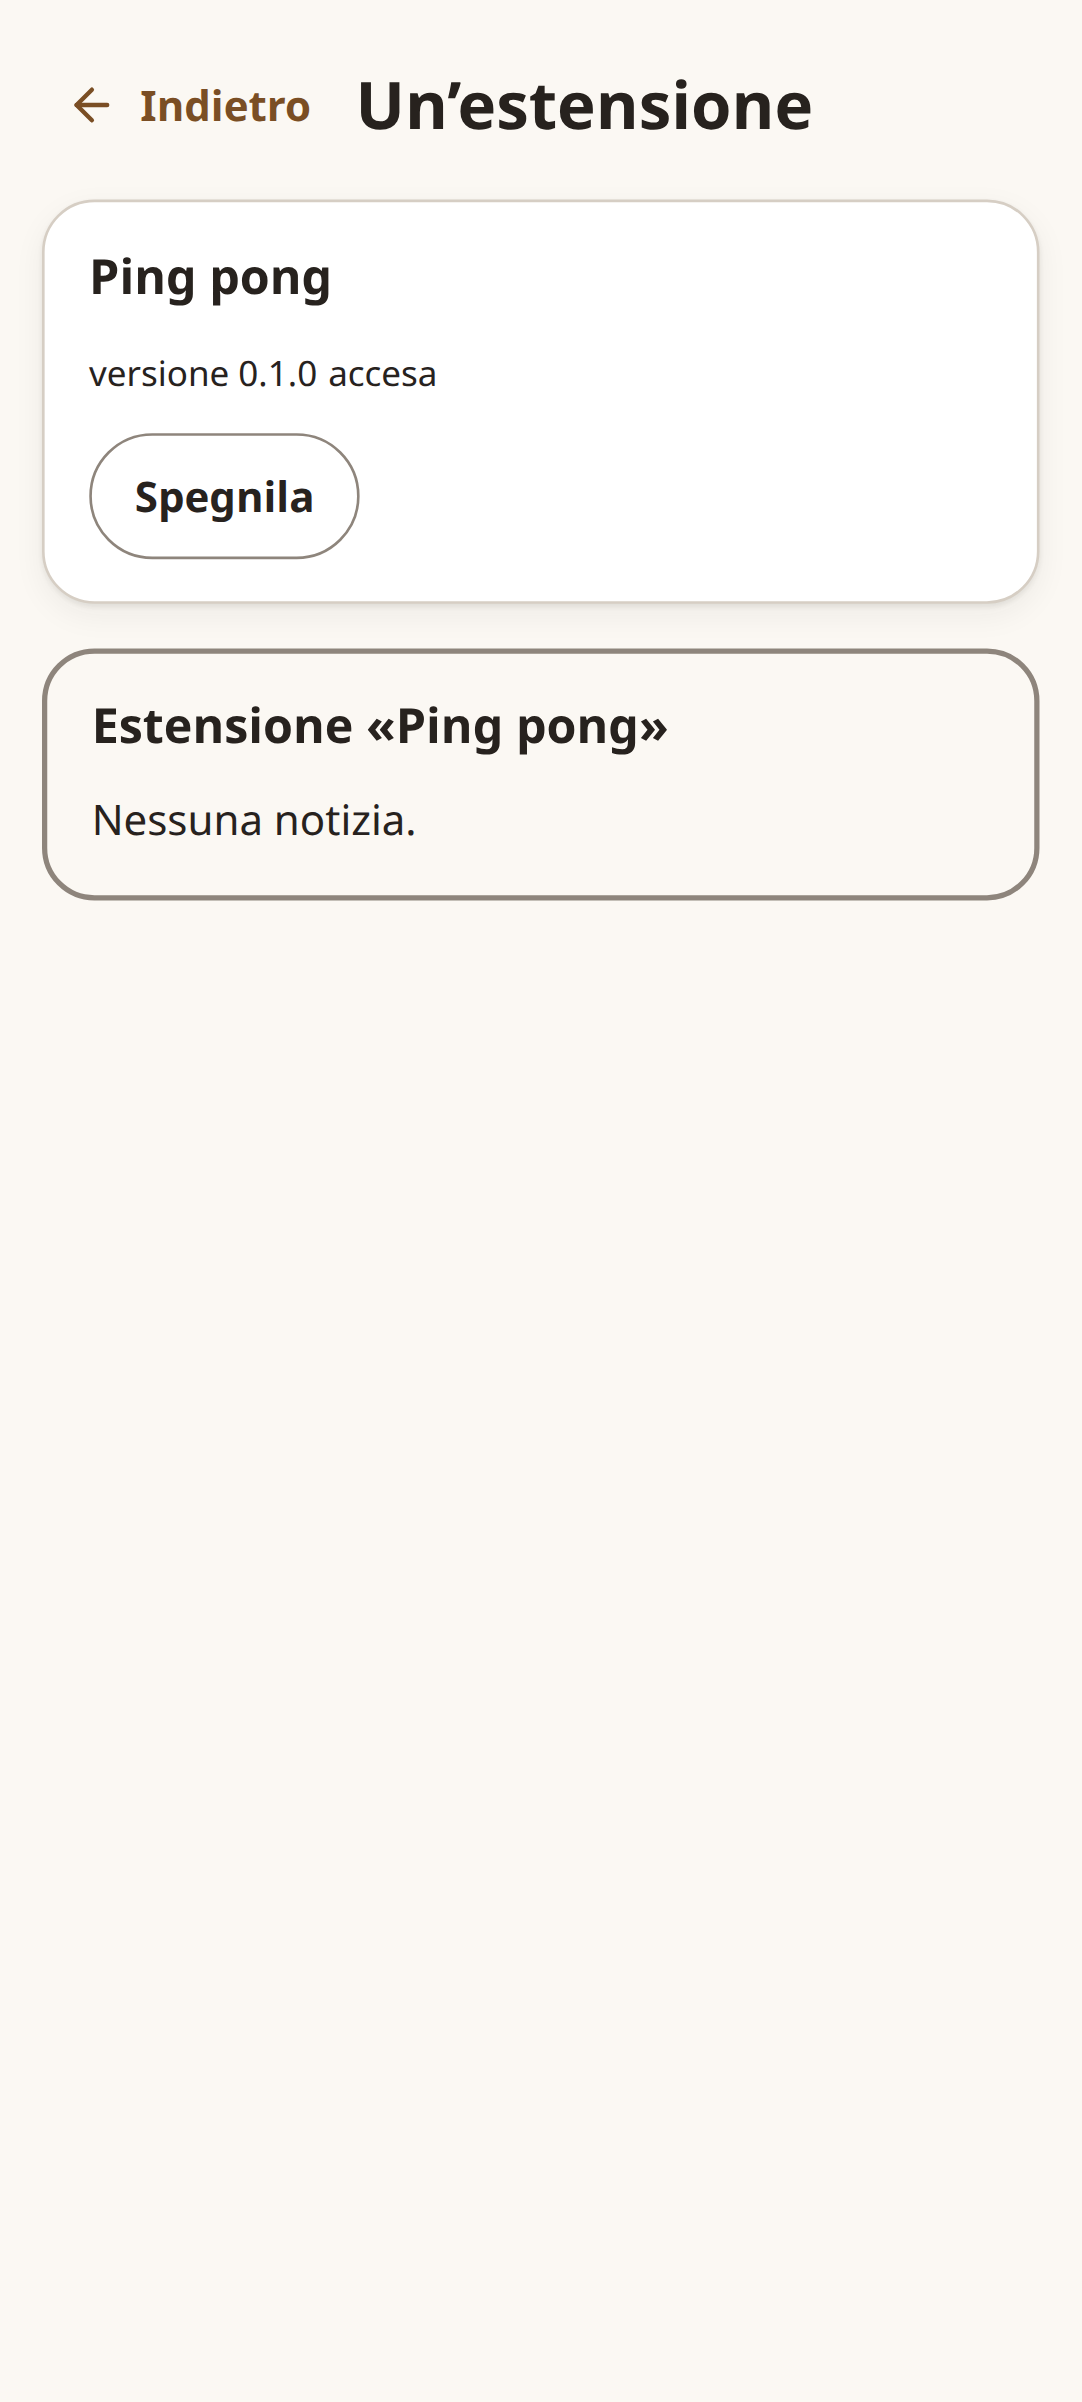 Indietro Un’estensione
Ping pong
versione 0.1.0 accesa
Spegnila
Estensione «Ping pong»
Nessuna notizia.